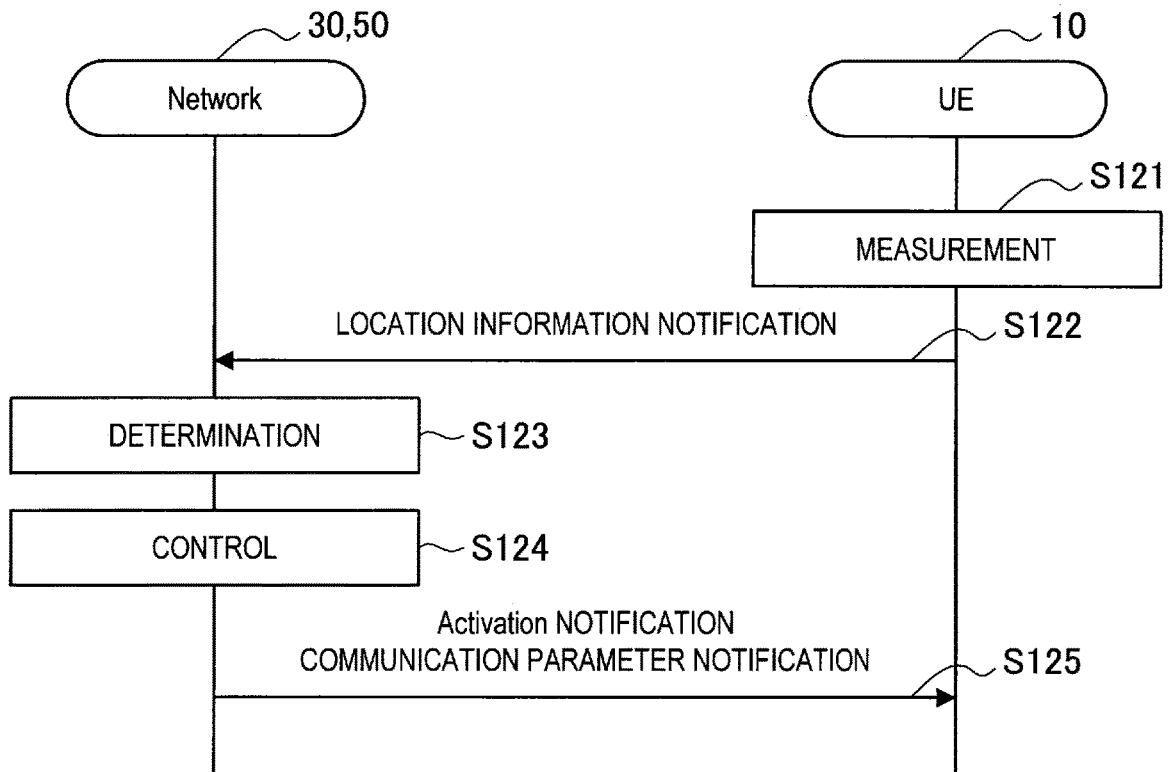 30,50
10
Network
UE
S121
MEASUREMENT
LOCATION INFORMATION NOTIFICATION
S122
DETERMINATION
S123
CONTROL
S124
Activation NOTIFICATION
COMMUNICATION PARAMETER NOTIFICATION
S125